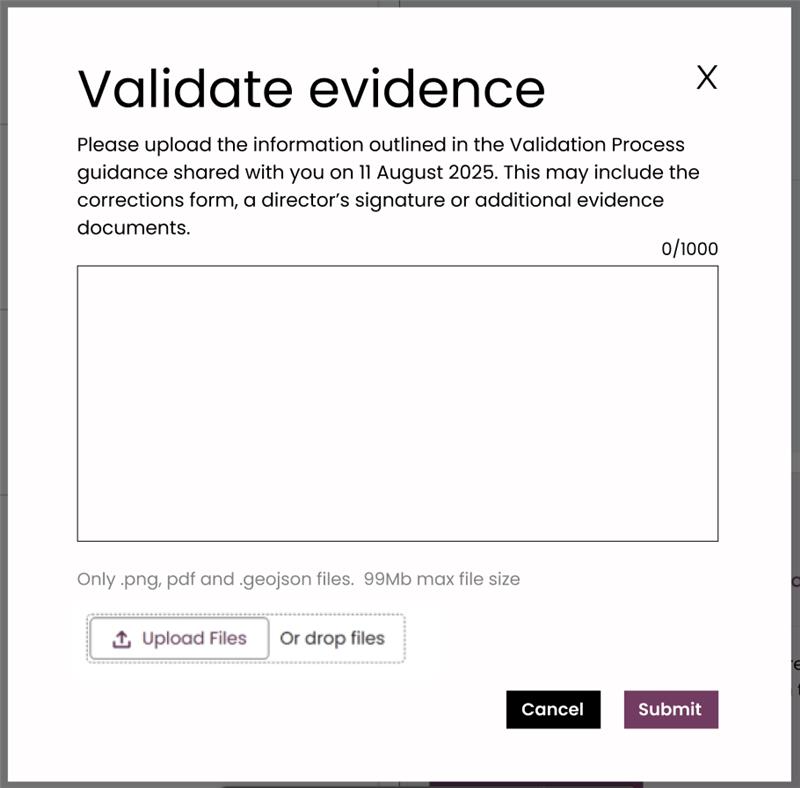 Validate evidence
X
Please upload the information outlined in the Validation Process
guidance shared with you on 11 August 2025. This may include the
corrections form, a director’s signature or additional evidence
documents.
0/1000
Only .png, pdf and .geojson files.  99Mb max file size
Upload Files
Or drop files
Cancel
Submit